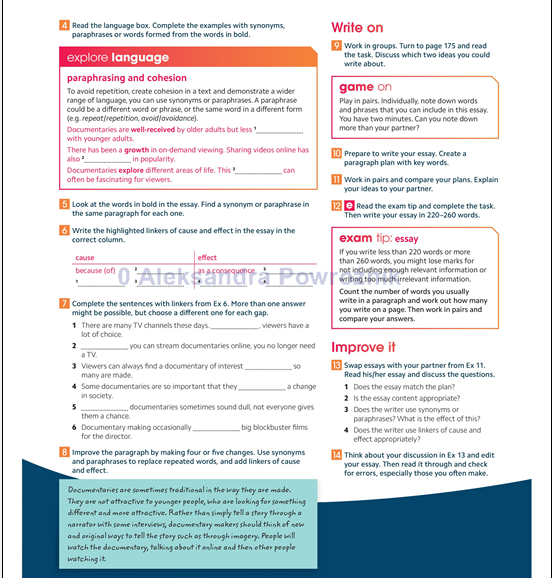 4 Read the language box. Complete the examples with synonyms,
paraphrases or words formed from the words in bold.
explore language
paraphrasing and cohesion
To avoid repetition, create cohesion in a text and demonstrate a wider
range of language, you can use synonyms or paraphrases. A paraphrase
could be a different word or phrase, or the same word in a different form
(e.g. repeat/repetition, avoid/avoidance).
Documentaries are well-received by older adults but less 1____________
with younger adults.
There has been a growth in on-demand viewing. Sharing videos online has
also 2____________ in popularity.
Documentaries explore different areas of life. This 3____________ can
often be fascinating for viewers.
5 Look at the words in bold in the essay. Find a synonym or paraphrase in
the same paragraph for each one.
6 Write the highlighted linkers of cause and effect in the essay in the
correct column.
cause effect
because (of) 2____________ as a consequence 5____________
1____________ 3____________ 4____________ 6____________
0 Aleksandra Powroźnik
7 Complete the sentences with linkers from Ex 6. More than one answer
might be possible, but choose a different one for each gap.
1 There are many TV channels these days. ____________, viewers have a
lot of choice.
2 ____________ you can stream documentaries online, you no longer need
a TV.
3 Viewers can always find a documentary of interest ____________ so
many are made.
4 Some documentaries are so important that they ____________ a change
in society.
5 ____________ documentaries sometimes sound dull, not everyone gives
them a chance.
6 Documentary making occasionally ____________ big blockbuster films
for the director.
8 Improve the paragraph by making four or five changes. Use synonyms
and paraphrases to replace repeated words, and add linkers of cause
and effect.
Documentaries are sometimes traditional in the way they are made.
They are not attractive to younger people, who are looking for something
different and more attractive. Rather than simply tell a story through a
narrator with some interviews, documentary makers should think of new
and original ways to tell the story such as through imagery. People will
watch the documentary, talking about it online and then other people
watching it.
Write on
9 Work in groups. Turn to page 175 and read
the task. Discuss which two ideas you could
write about.
game on
Play in pairs. Individually, note down words
and phrases that you can include in this essay.
You have two minutes. Can you note down
more than your partner?
10 Prepare to write your essay. Create a
paragraph plan with key words.
11 Work in pairs and compare your plans. Explain
your ideas to your partner.
12 e Read the exam tip and complete the task.
Then write your essay in 220–260 words.
exam tip: essay
If you write less than 220 words or more
than 260 words, you might lose marks for
not including enough relevant information or
writing too much irrelevant information.
Count the number of words you usually
write in a paragraph and work out how many
you write on a page. Then work in pairs and
compare your answers.
Improve it
13 Swap essays with your partner from Ex 11.
Read his/her essay and discuss the questions.
1 Does the essay match the plan?
2 Is the essay content appropriate?
3 Does the writer use synonyms or
paraphrases? What is the effect of this?
4 Does the writer use linkers of cause and
effect appropriately?
14 Think about your discussion in Ex 13 and edit
your essay. Then read it through and check
for errors, especially those you often make.